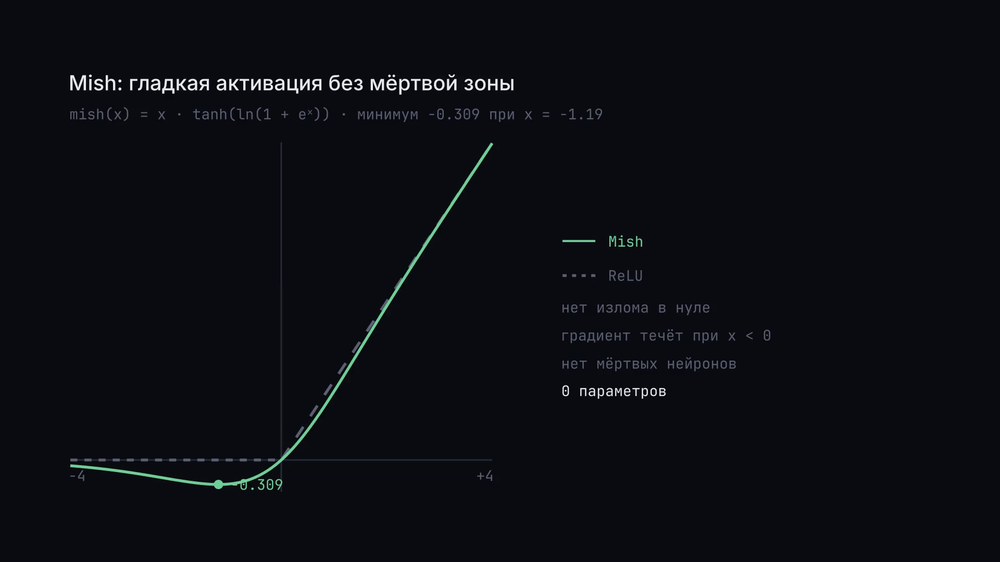 Mish: гладкая активация без мёртвой зоны
mish(x) = x · tanh(ln(1 + eˣ)) · минимум -0.309 при x = -1.19
Mish
ReLU
нет излома в нуле
градиент течёт при x < 0
нет мёртвых нейронов
0 параметров
-4
+4
-0.309